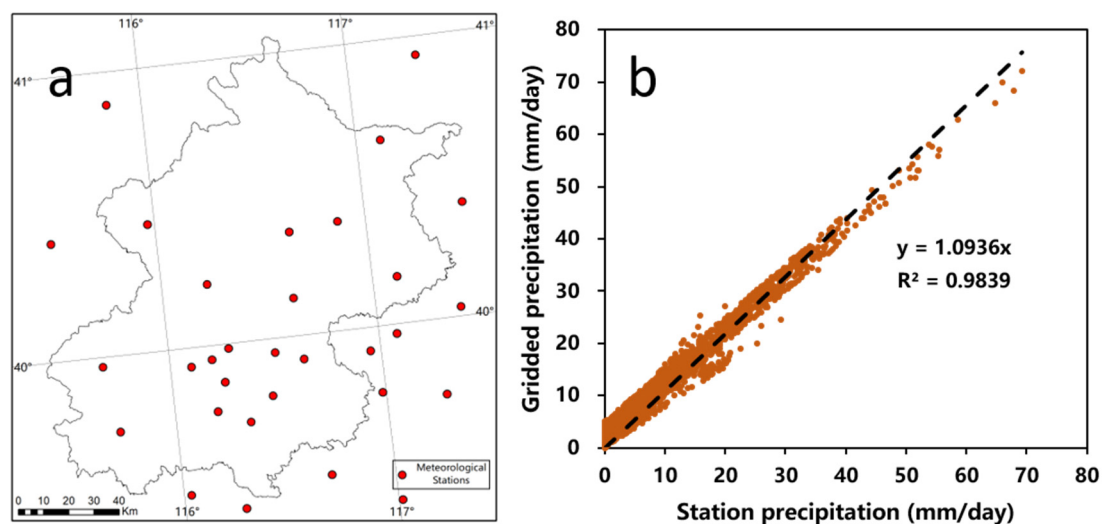 116°
117°
41°
41°
a
40°
40°
Meteorological
Stations
0 10 20 30 40
Km
116°
117°
b
80
70
60
50
40
30
20
10
0
Gridded precipitation (mm/day)
y = 1.0936x
R² = 0.9839
0 10 20 30 40 50 60 70 80
Station precipitation (mm/day)